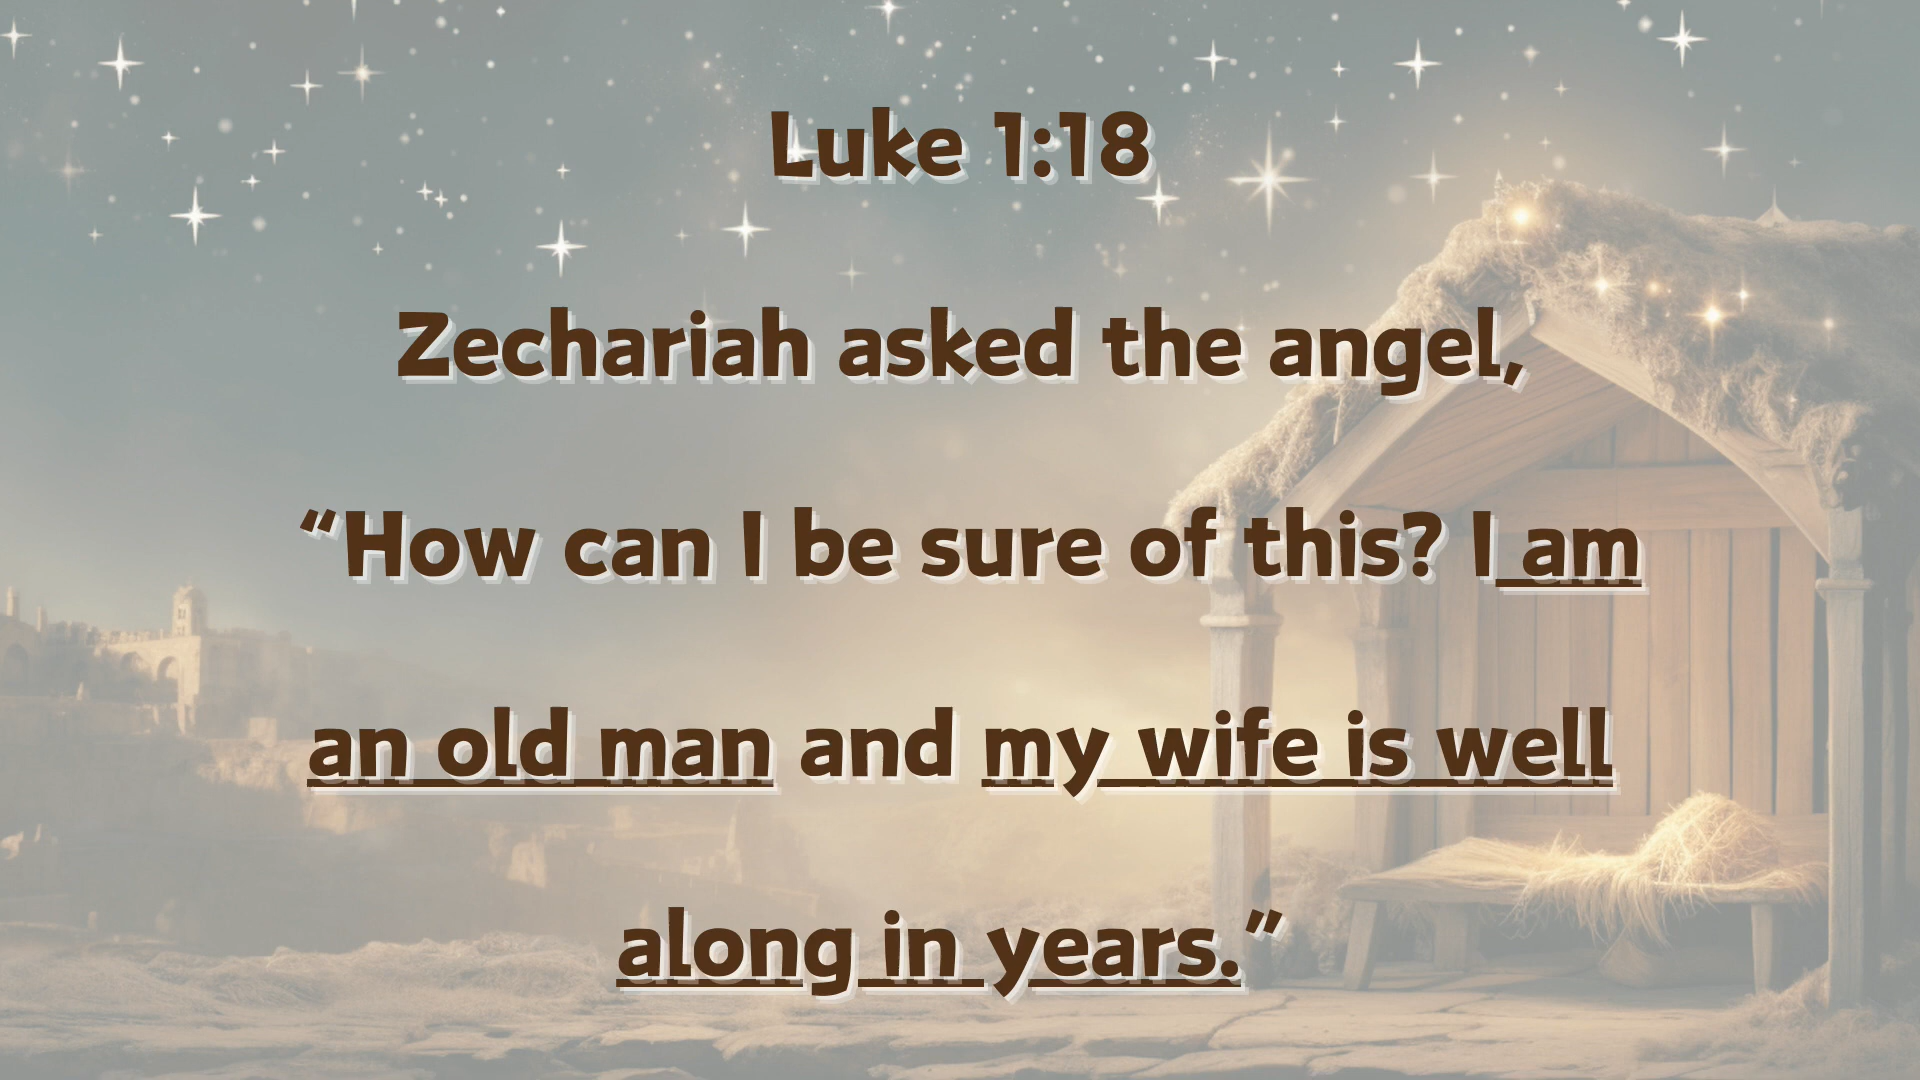 Luke 1:18
Zechariah asked the angel,
“How can I be sure of this? I am
an old man and my wife is well
along in years.”